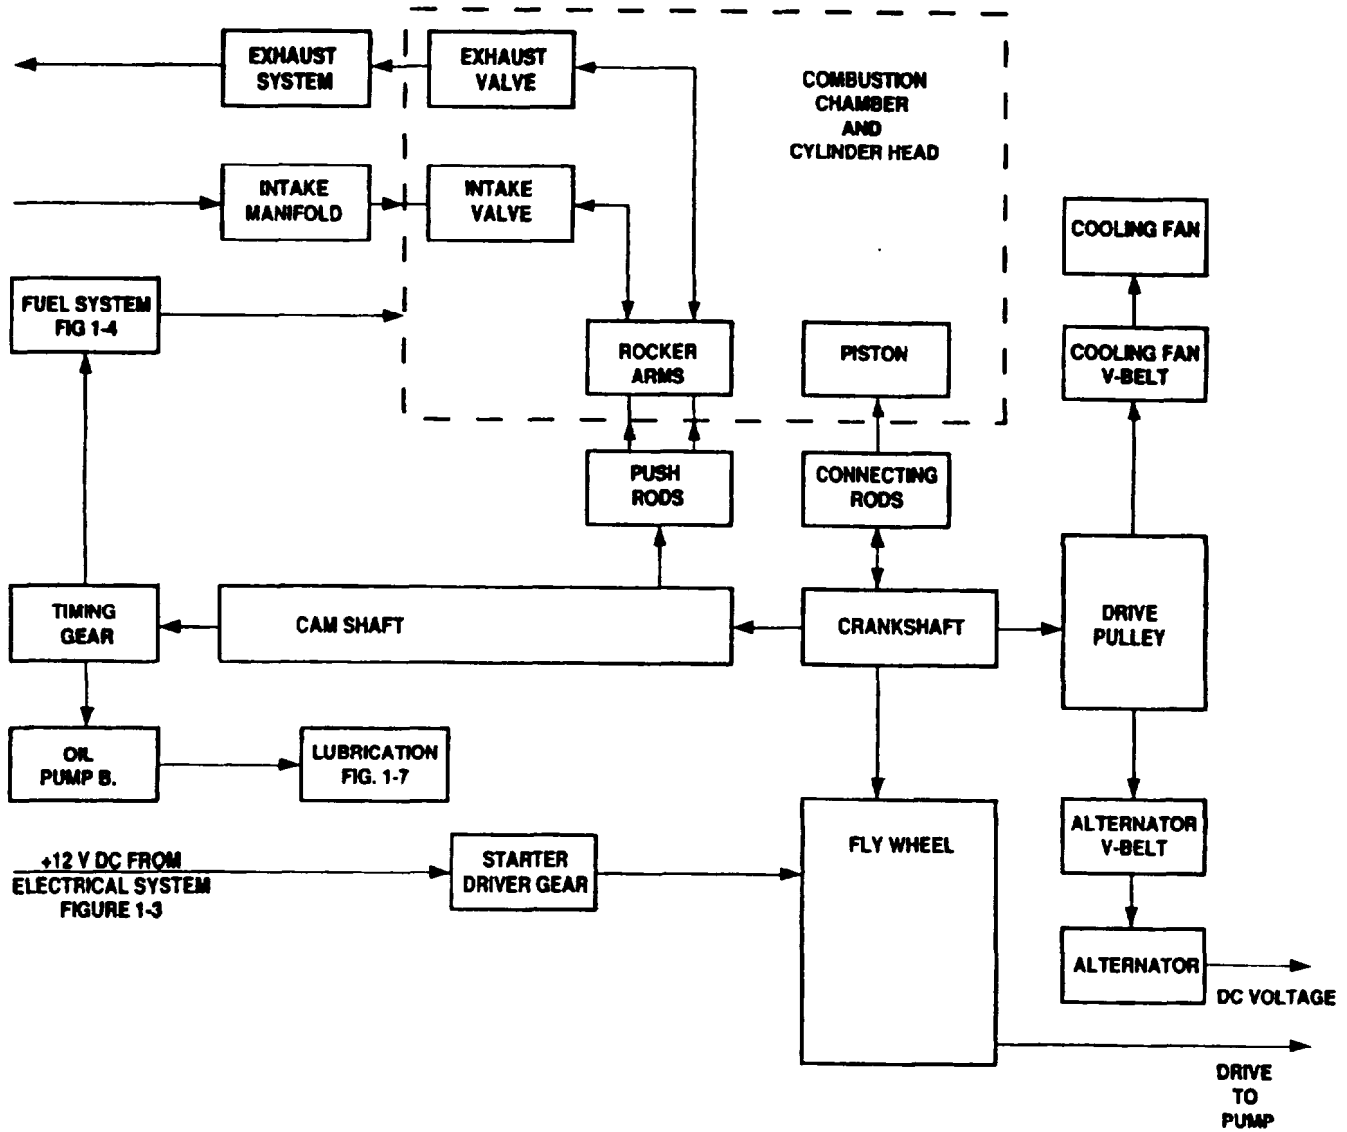 EXHAUST
SYSTEM
EXHAUST
VALVE
COMBUSTION
CHAMBER
AND
CYLINDER HEAD
INTAKE
MANIFOLD
INTAKE
VALVE
COOLING FAN
FUEL SYSTEM
FIG 1-4
ROCKER
ARMS
PISTON
COOLING FAN
V-BELT
PUSH
RODS
CONNECTING
RODS
TIMING
GEAR
CAM SHAFT
CRANKSHAFT
DRIVE
PULLEY
OIL
PUMP B.
LUBRICATION
FIG. 1-7
+12 V DC FROM
ELECTRICAL SYSTEM
FIGURE 1-3
STARTER
DRIVER GEAR
FLY WHEEL
ALTERNATOR
V-BELT
ALTERNATOR
DC VOLTAGE
DRIVE
TO
PUMP